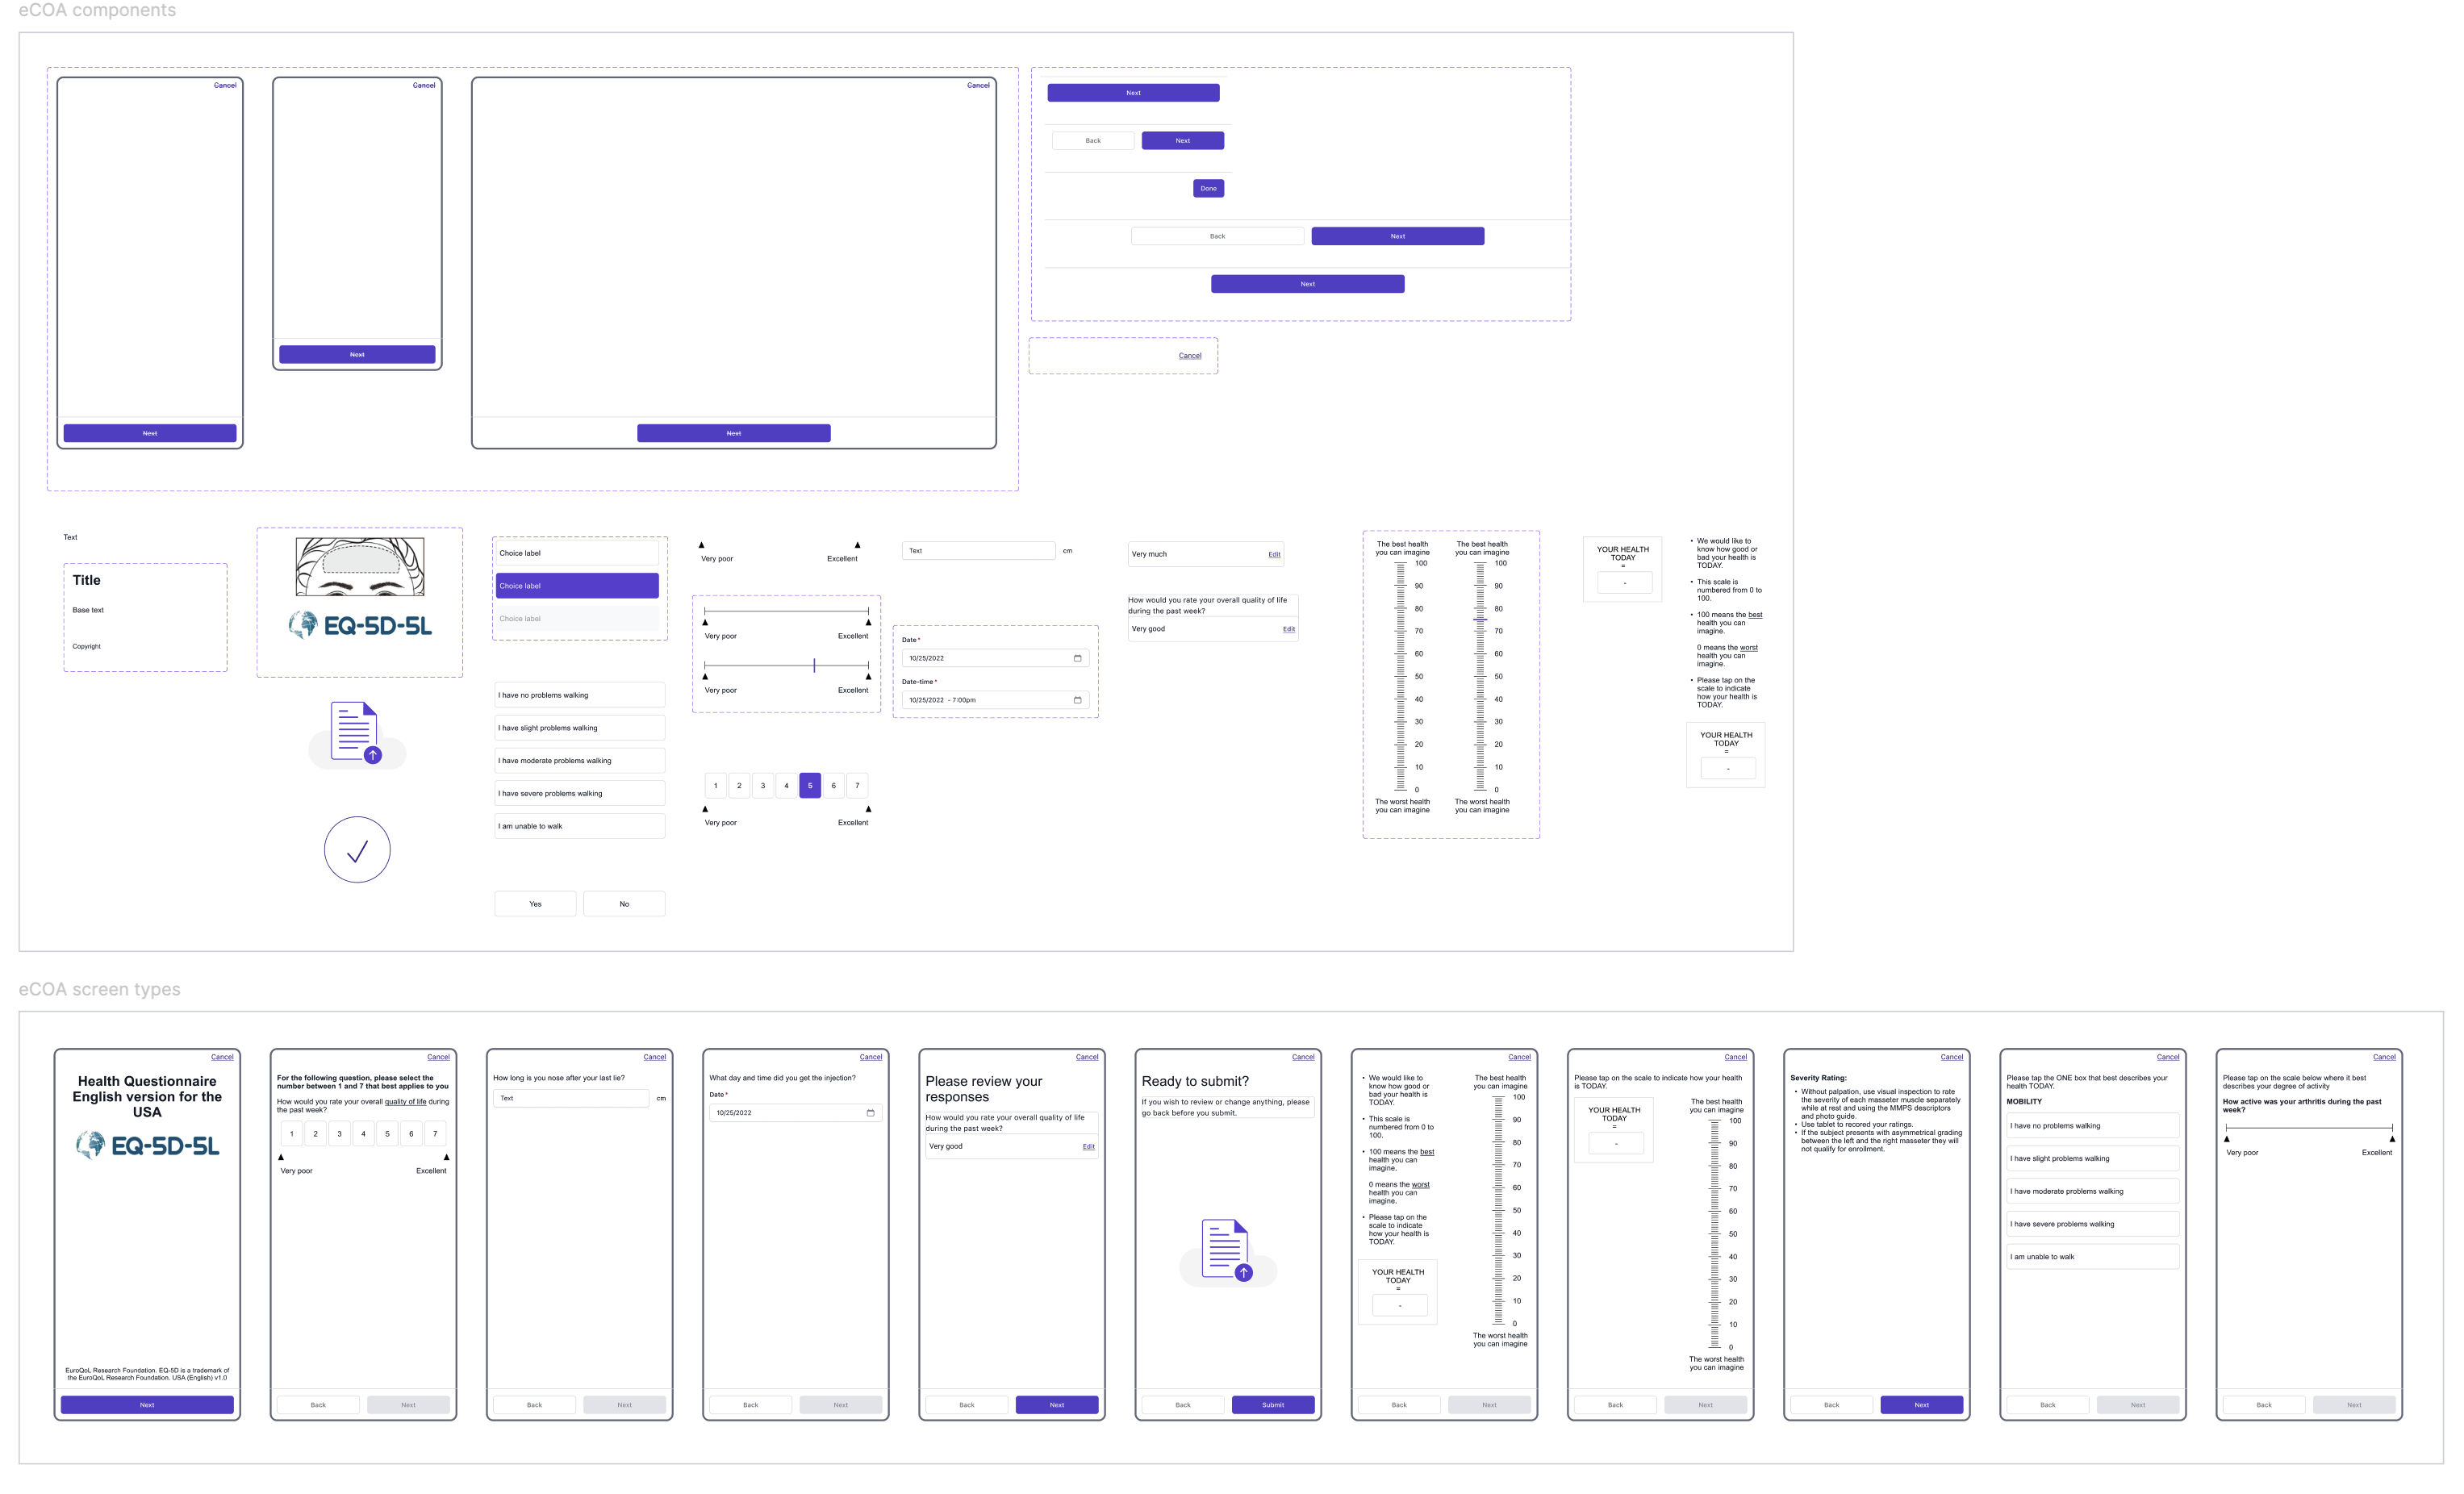 eCOA components
Cancel
Next
Cancel
Next
Cancel
Next
Next
Back
Next
Done
Back
Next
Next
Cancel
Text
Title
Base text
Copyright
EQ-5D-5L
Choice label
Choice label
Choice label
I have no problems walking
I have slight problems walking
I have moderate problems walking
I have severe problems walking
I am unable to walk
Yes
No
Very poor
Excellent
Very poor
Excellent
Very poor
Excellent
1
2
3
4
5
6
7
Very poor
Excellent
Text
cm
Date*
10/25/2022
Date-time*
10/25/2022 - 7:00pm
Very much
Edit
How would you rate your overall quality of life
during the past week?
Very good
Edit
The best health
you can imagine
100
90
80
70
60
50
40
30
20
10
0
The worst health
you can imagine
The best health
you can imagine
100
90
80
70
60
50
40
30
20
10
0
The worst health
you can imagine
YOUR HEALTH
TODAY
=
-
• We would like to
know how good or
bad your health is
TODAY.
• This scale is
numbered from 0 to
100.
• 100 means the best
health you can
imagine.
0 means the worst
health you can
imagine.
• Please tap on the
scale to indicate
how your health is
TODAY.
YOUR HEALTH
TODAY
=
-
eCOA screen types
Cancel
Health Questionnaire
English version for the
USA
EQ-5D-5L
EuroQoL Research Foundation. EQ-5D is a trademark of
the EuroQoL Research Foundation. USA (English) v1.0
Next
Cancel
For the following question, please select the
number between 1 and 7 that best applies to you
How would you rate your overall quality of life during
the past week?
1
2
3
4
5
6
7
Very poor
Excellent
Back
Next
Cancel
How long is you nose after your last lie?
Text
cm
Back
Next
Cancel
What day and time did you get the injection?
Date*
10/25/2022
Back
Next
Cancel
Please review your
responses
How would you rate your overall quality of life
during the past week?
Very good
Edit
Back
Next
Cancel
Ready to submit?
If you wish to review or change anything, please
go back before you submit.
Back
Submit
Cancel
• We would like to
know how good or
bad your health is
TODAY.
• This scale is
numbered from 0 to
100.
• 100 means the best
health you can
imagine.
0 means the worst
health you can
imagine.
• Please tap on the
scale to indicate
how your health is
TODAY.
YOUR HEALTH
TODAY
=
-
The best health
you can imagine
100
90
80
70
60
50
40
30
20
10
0
The worst health
you can imagine
Back
Next
Cancel
Please tap on the scale to indicate how your health
is TODAY.
YOUR HEALTH
TODAY
=
-
The best health
you can imagine
100
90
80
70
60
50
40
30
20
10
0
The worst health
you can imagine
Back
Next
Cancel
Severity Rating:
• Without palpation, use visual inspection to rate
the severity of each masseter muscle separately
while at rest and using the MMPS descriptors
and photo guide.
• Use tablet to recored your ratings.
• If the subject presents with asymmetrical grading
between the left and the right masseter they will
not qualify for enrollment.
Back
Next
Cancel
Please tap the ONE box that best describes your
health TODAY.
MOBILITY
I have no problems walking
I have slight problems walking
I have moderate problems walking
I have severe problems walking
I am unable to walk
Back
Next
Cancel
Please tap on the scale below where it best
describes your degree of activity
How active was your arthritis during the past
week?
Very poor
Excellent
Back
Next